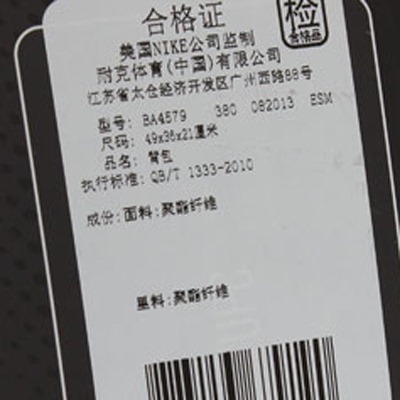 合格证
检
合格品
美国NIKE公司监制
耐克体育(中国)有限公司
江苏省太仓经济开发区广州西路88号
型号: BA4579 380 082013 ESM
尺码: 49x36x21厘米
品名: 背包
执行标准: QB/T 1333-2010
成份:面料:聚酯纤维
里料:聚酯纤维